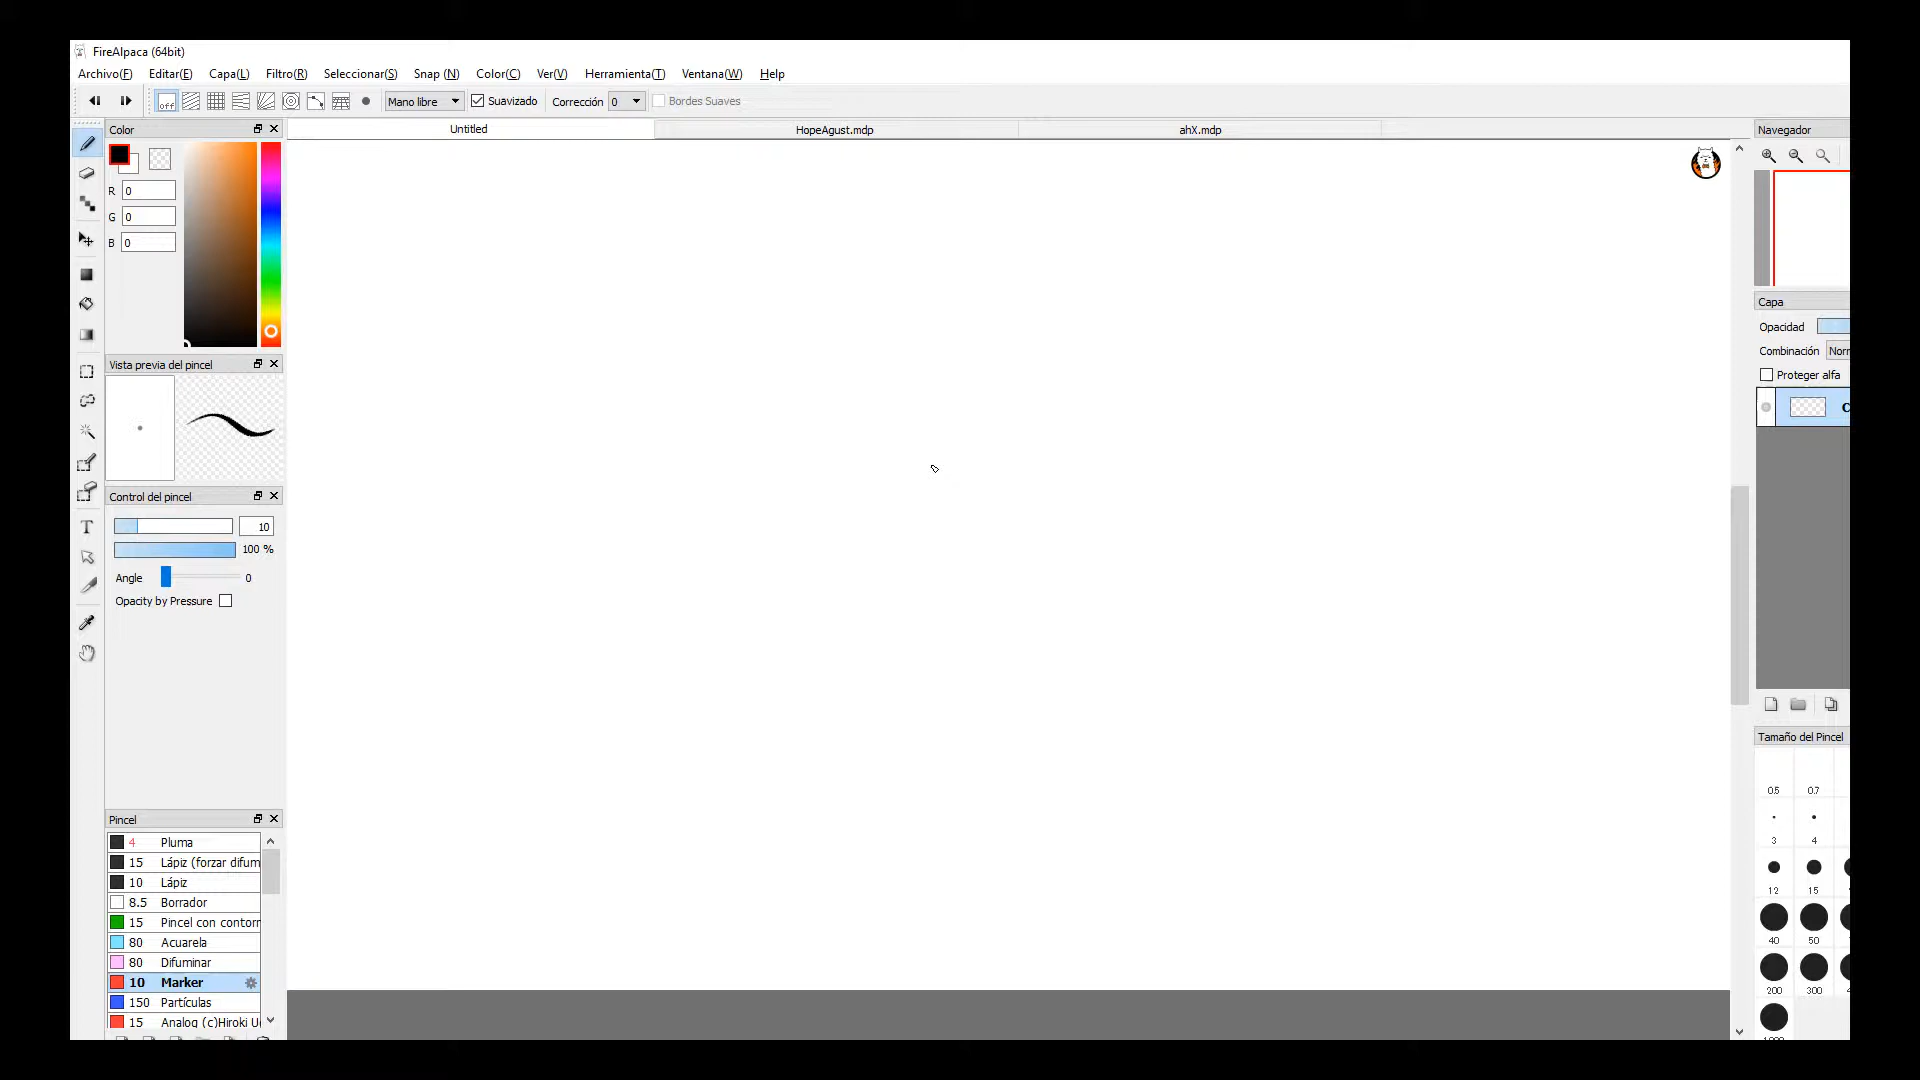 FireAlpaca (64bit)
Archivo(F) Editar(E) Capa(L) Filtro(R) Seleccionar(S) Snap (N) Color(C) Ver(V) Herramienta(T) Ventana(W) Help
off Mano libre Suavizado Corrección 0 Bordes Suaves
Color
Untitled HopeAgust.mdp ahX.mdp
Navegador
R 0
G 0
B 0
Capa
Opacidad
Combinación
Proteger alfa
Vista previa del pincel
Control del pincel
10
100 %
Angle 0
Opacity by Pressure
Tamaño del Pincel
0.5 0.7
3 4
12 15
40 50
200 300
Pincel
4 Pluma
15 Lápiz (forzar difum
10 Lápiz
8.5 Borrador
15 Pincel con contorn
80 Acuarela
80 Difuminar
10 Marker
150 Partículas
15 Analog (c)Hiroki U